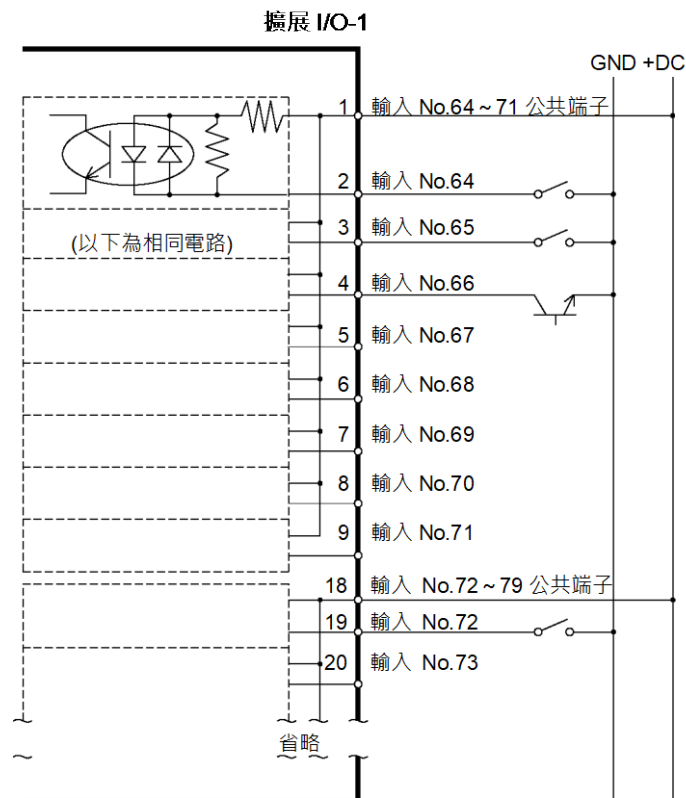 擴展 I/O-1
GND +DC
1 輸入 No.64～71 公共端子
2 輸入 No.64
3 輸入 No.65
(以下為相同電路)
4 輸入 No.66
5 輸入 No.67
6 輸入 No.68
7 輸入 No.69
8 輸入 No.70
9 輸入 No.71
18 輸入 No.72～79 公共端子
19 輸入 No.72
20 輸入 No.73
省略